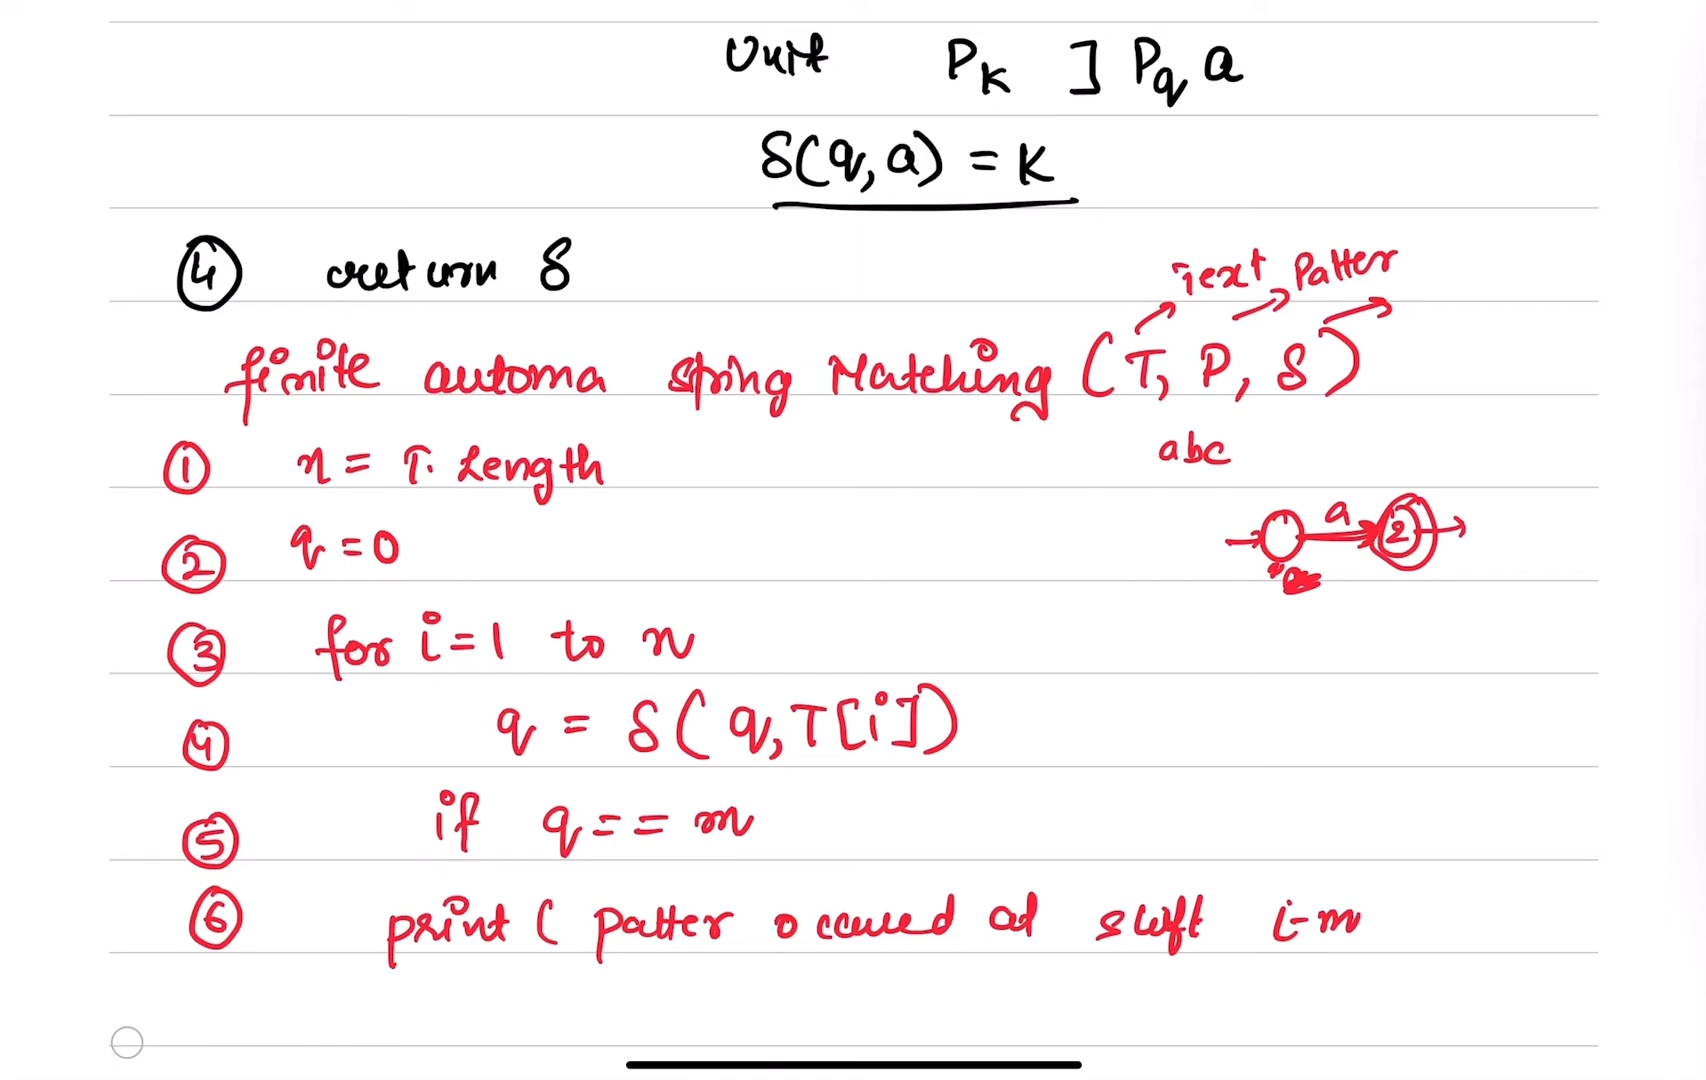 Unit Pk ] Pq a
δ(q,a) = K
4 return δ
Text Patter
finite automa string Matching (T, P, δ)
abc
1 n = T. Length
a 2
2 q = 0
3 for i = 1 to n
4 q = δ( q,T[i])
5 if q == m
6 print ( Patter occured at shift i-m